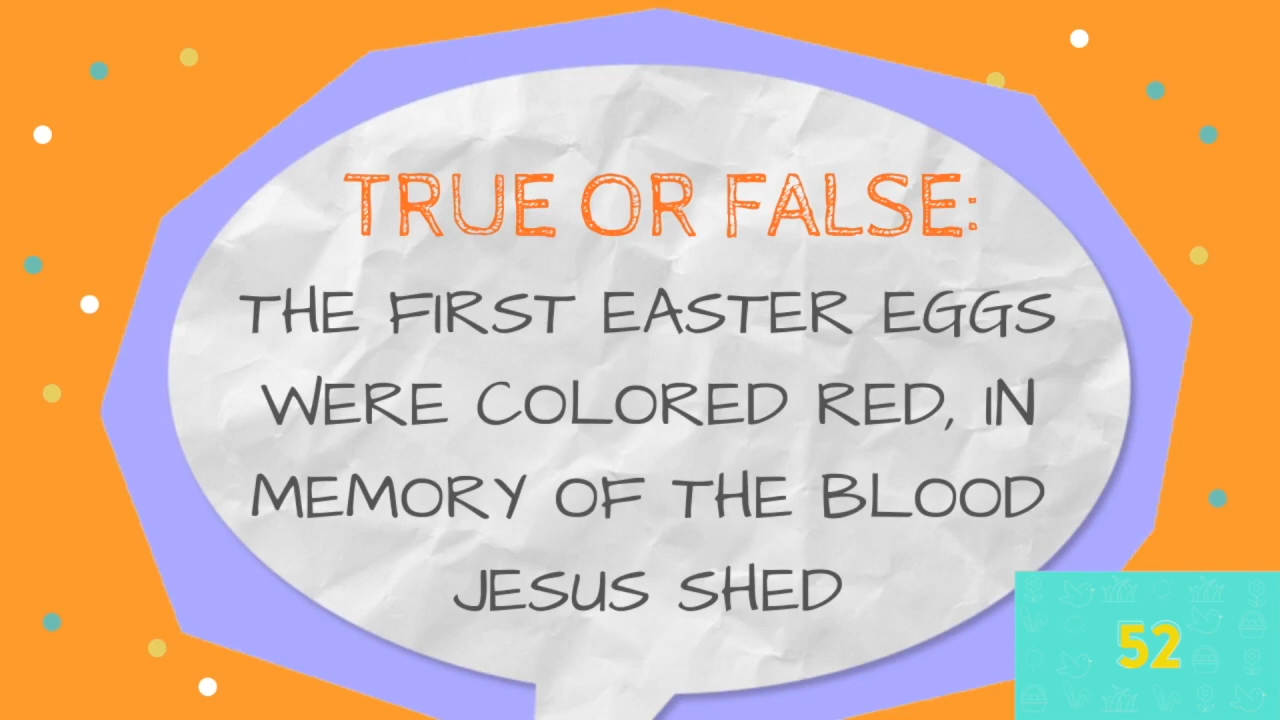 TRUE OR FALSE:
THE FIRST EASTER EGGS
WERE COLORED RED, IN
MEMORY OF THE BLOOD
JESUS SHED
52